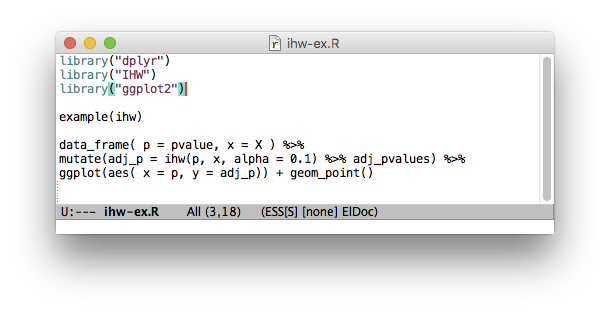 ihw-ex.R
library("dplyr")
library("IHW")
library("ggplot2")
example(ihw)
data_frame( p = pvalue, x = X ) %>%
mutate(adj_p = ihw(p, x, alpha = 0.1) %>% adj_pvalues) %>%
ggplot(aes( x = p, y = adj_p)) + geom_point()
U:--- ihw-ex.R All (3,18) (ESS[S] [none] ElDoc)